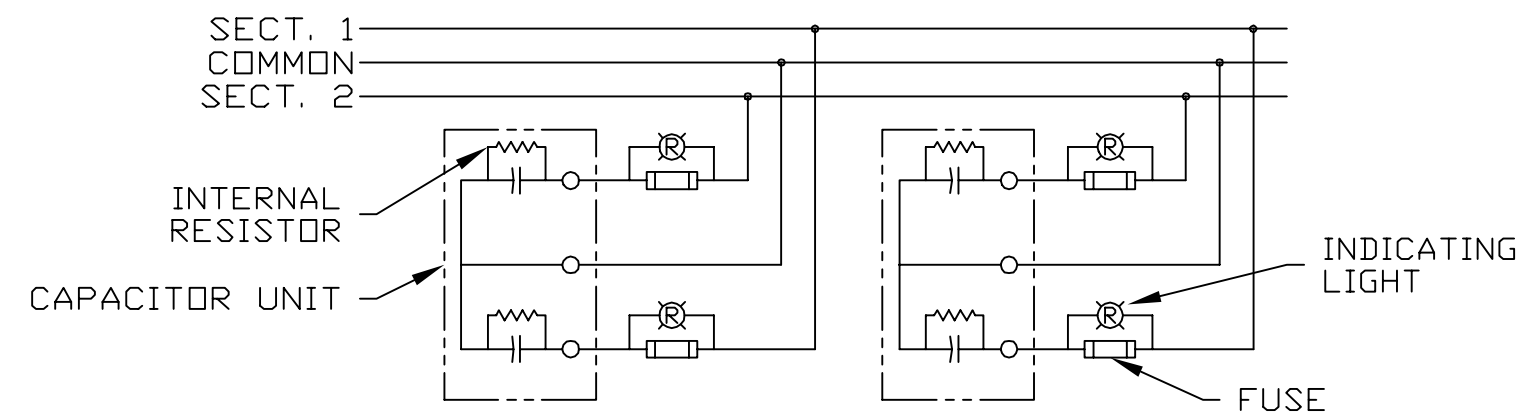 SECT. 1
COMMON
SECT. 2
R
R
INTERNAL
RESISTOR
INDICATING
LIGHT
CAPACITOR UNIT
R
R
FUSE